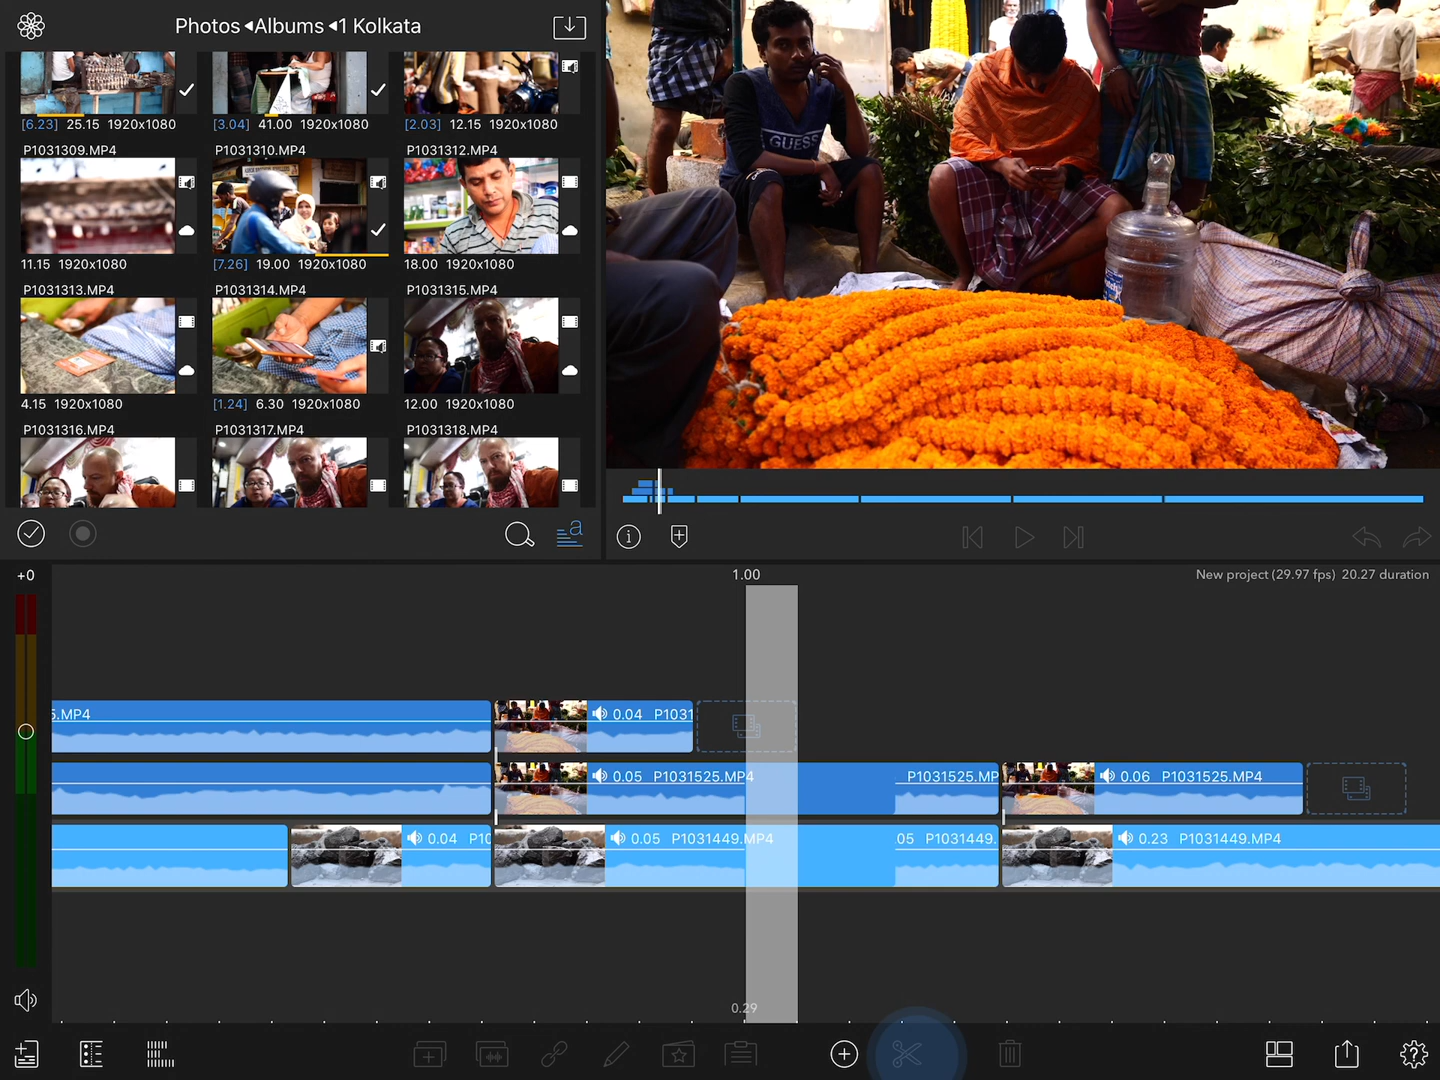 Photos ◂Albums ◂1 Kolkata
[6.23] 25.15 1920x1080
[3.04] 41.00 1920x1080
[2.03] 12.15 1920x1080
P1031309.MP4
P1031310.MP4
P1031312.MP4
11.15 1920x1080
[7.26] 19.00 1920x1080
18.00 1920x1080
P1031313.MP4
P1031314.MP4
P1031315.MP4
4.15 1920x1080
[1.24] 6.30 1920x1080
12.00 1920x1080
P1031316.MP4
P1031317.MP4
P1031318.MP4
GUESS
+0
1.00
New project (29.97 fps) 20.27 duration
5.MP4
0.04 P1031
0.05 P1031525.MP4
P1031525.MP
0.06 P1031525.MP4
0.04 P10
0.05 P1031449.MP4
.05 P1031449.
0.23 P1031449.MP4
0.29